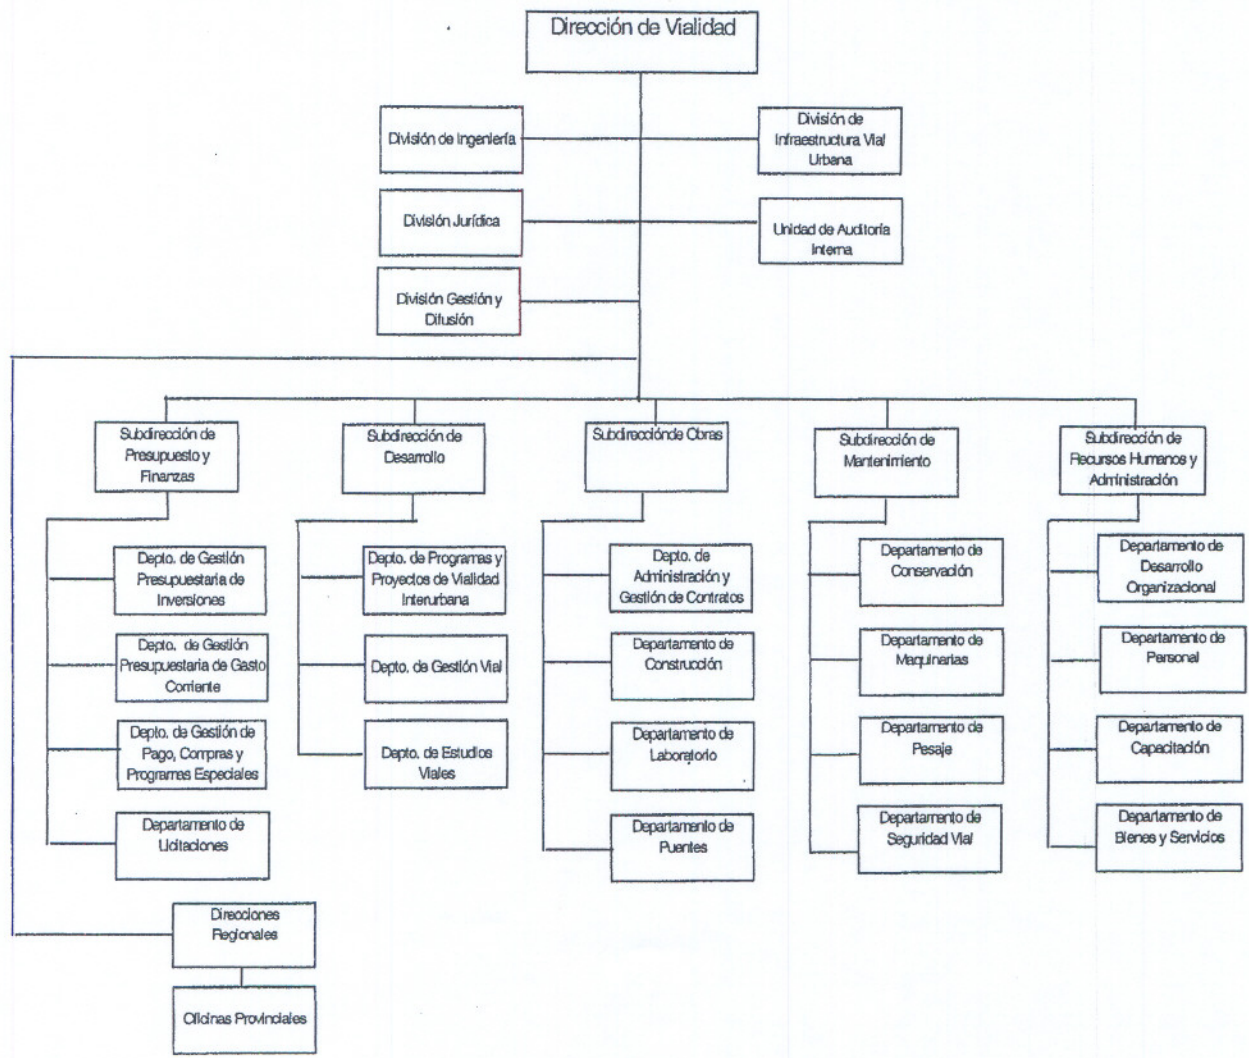 Dirección de Vialidad
División de Ingeniería
División de
Infraestructura Vial
Urbana
División Jurídica
Unidad de Auditoría
Interna
División Gestión y
Difusión
Subdirección de
Presupuesto y
Finanzas
Subdirección de
Desarrollo
Subdirección de Obras
Subdirección de
Mantenimiento
Subdirección de
Recursos Humanos y
Administración
Depto. de Gestión
Presupuestaria de
Inversiones
Depto. de Gestión
Presupuestaria de Gasto
Corriente
Depto. de Gestión de
Pago, Compras y
Programas Especiales
Departamento de
Licitaciones
Depto. de Programas y
Proyectos de Vialidad
Interurbana
Depto. de Gestión Vial
Depto. de Estudios
Viales
Depto. de
Administración y
Gestión de Contratos
Departamento de
Construcción
Departamento de
Laboratorio
Departamento de
Puentes
Departamento de
Conservación
Departamento de
Maquinarias
Departamento de
Pesaje
Departamento de
Seguridad Vial
Departamento de
Desarrollo
Organizacional
Departamento de
Personal
Departamento de
Capacitación
Departamento de
Bienes y Servicios
Direcciones
Regionales
Oficinas Provinciales